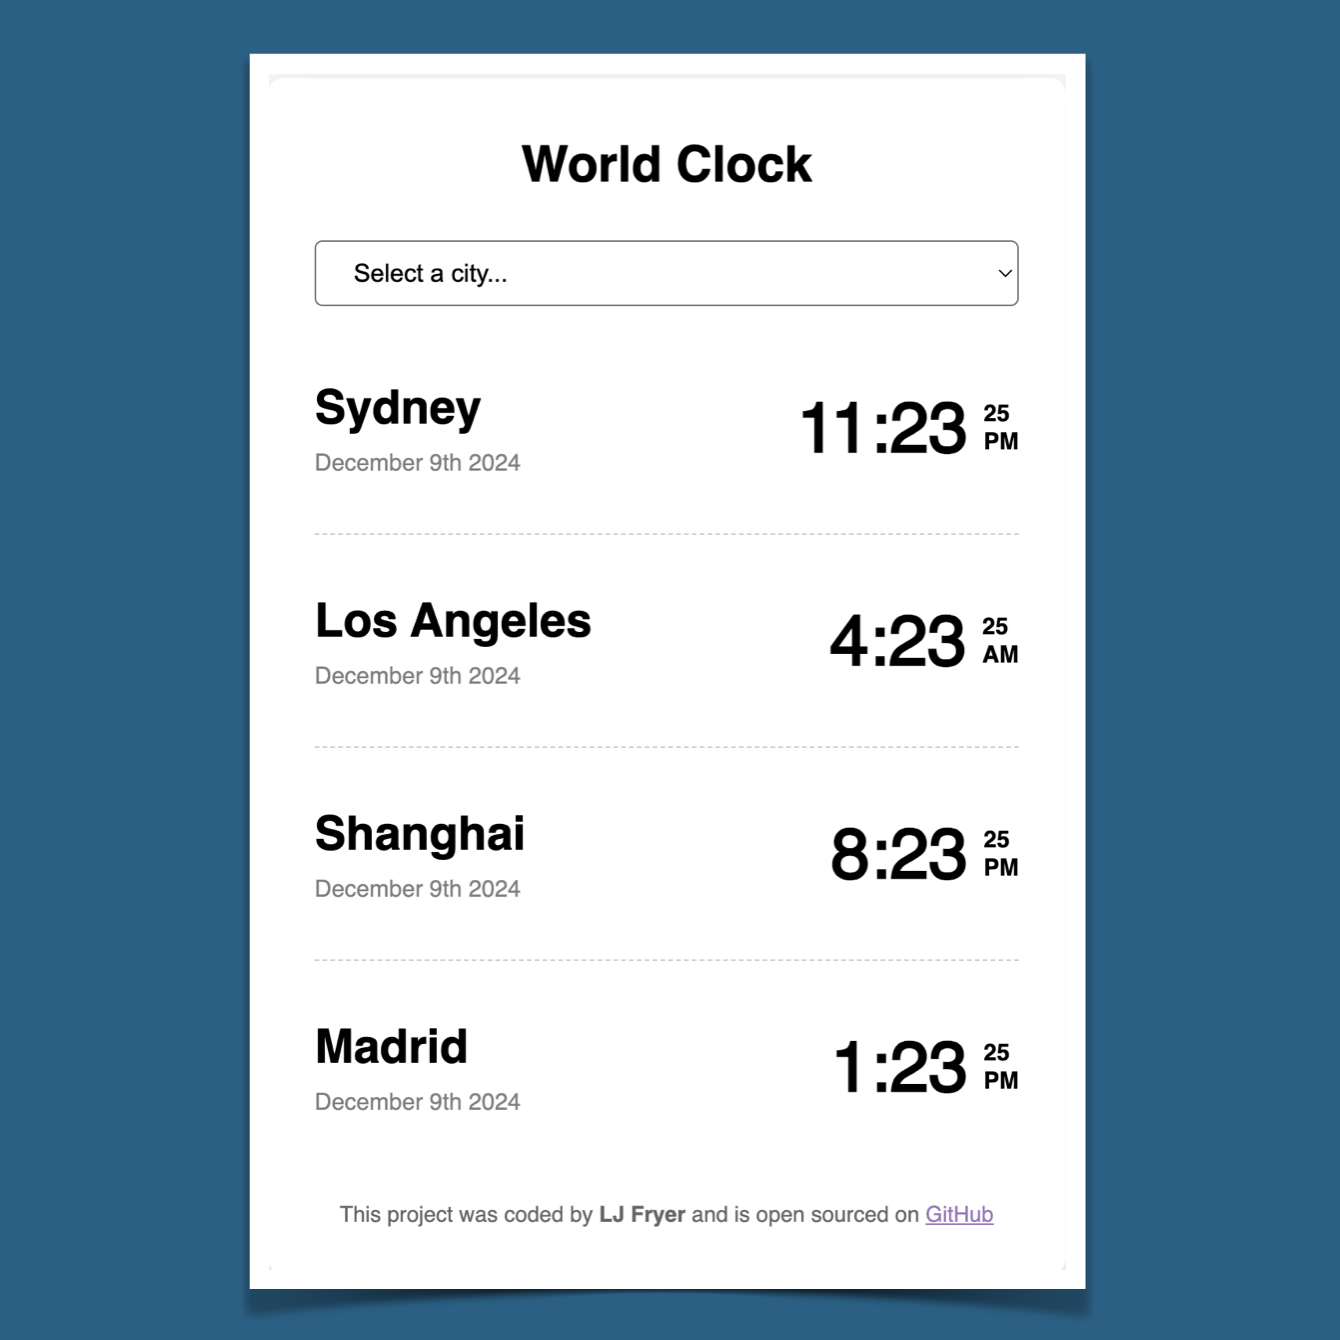 World Clock
Select a city...
Sydney
11:23 25 PM
December 9th 2024
Los Angeles
4:23 25 AM
December 9th 2024
Shanghai
8:23 25 PM
December 9th 2024
Madrid
1:23 25 PM
December 9th 2024
This project was coded by LJ Fryer and is open sourced on GitHub